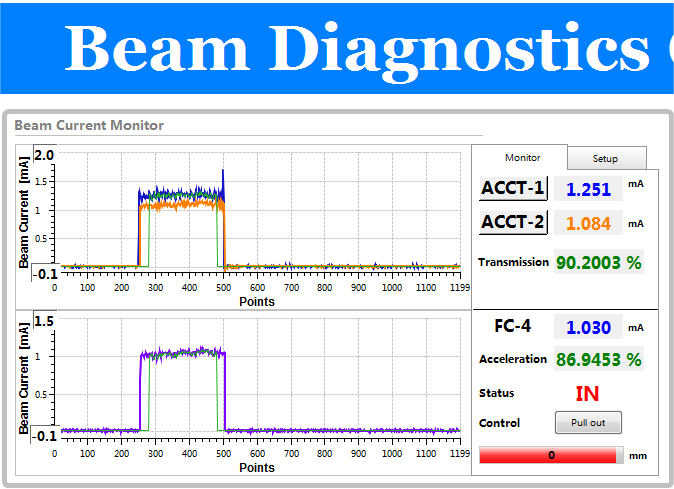 Beam Diagnostics
Beam Current Monitor
Monitor
Setup
2.0
1.5
1
0.5
-0.1
Beam Current [mA]
0 100 200 300 400 500 600 700 800 900 1000 1100 1199
Points
ACCT-1 1.251 mA
ACCT-2 1.084 mA
Transmission 90.2003 %
1.5
1
0.5
-0.1
Beam Current [mA]
0 100 200 300 400 500 600 700 800 900 1000 1100 1199
Points
FC-4 1.030 mA
Acceleration 86.9453 %
Status IN
Control Pull out
0 mm